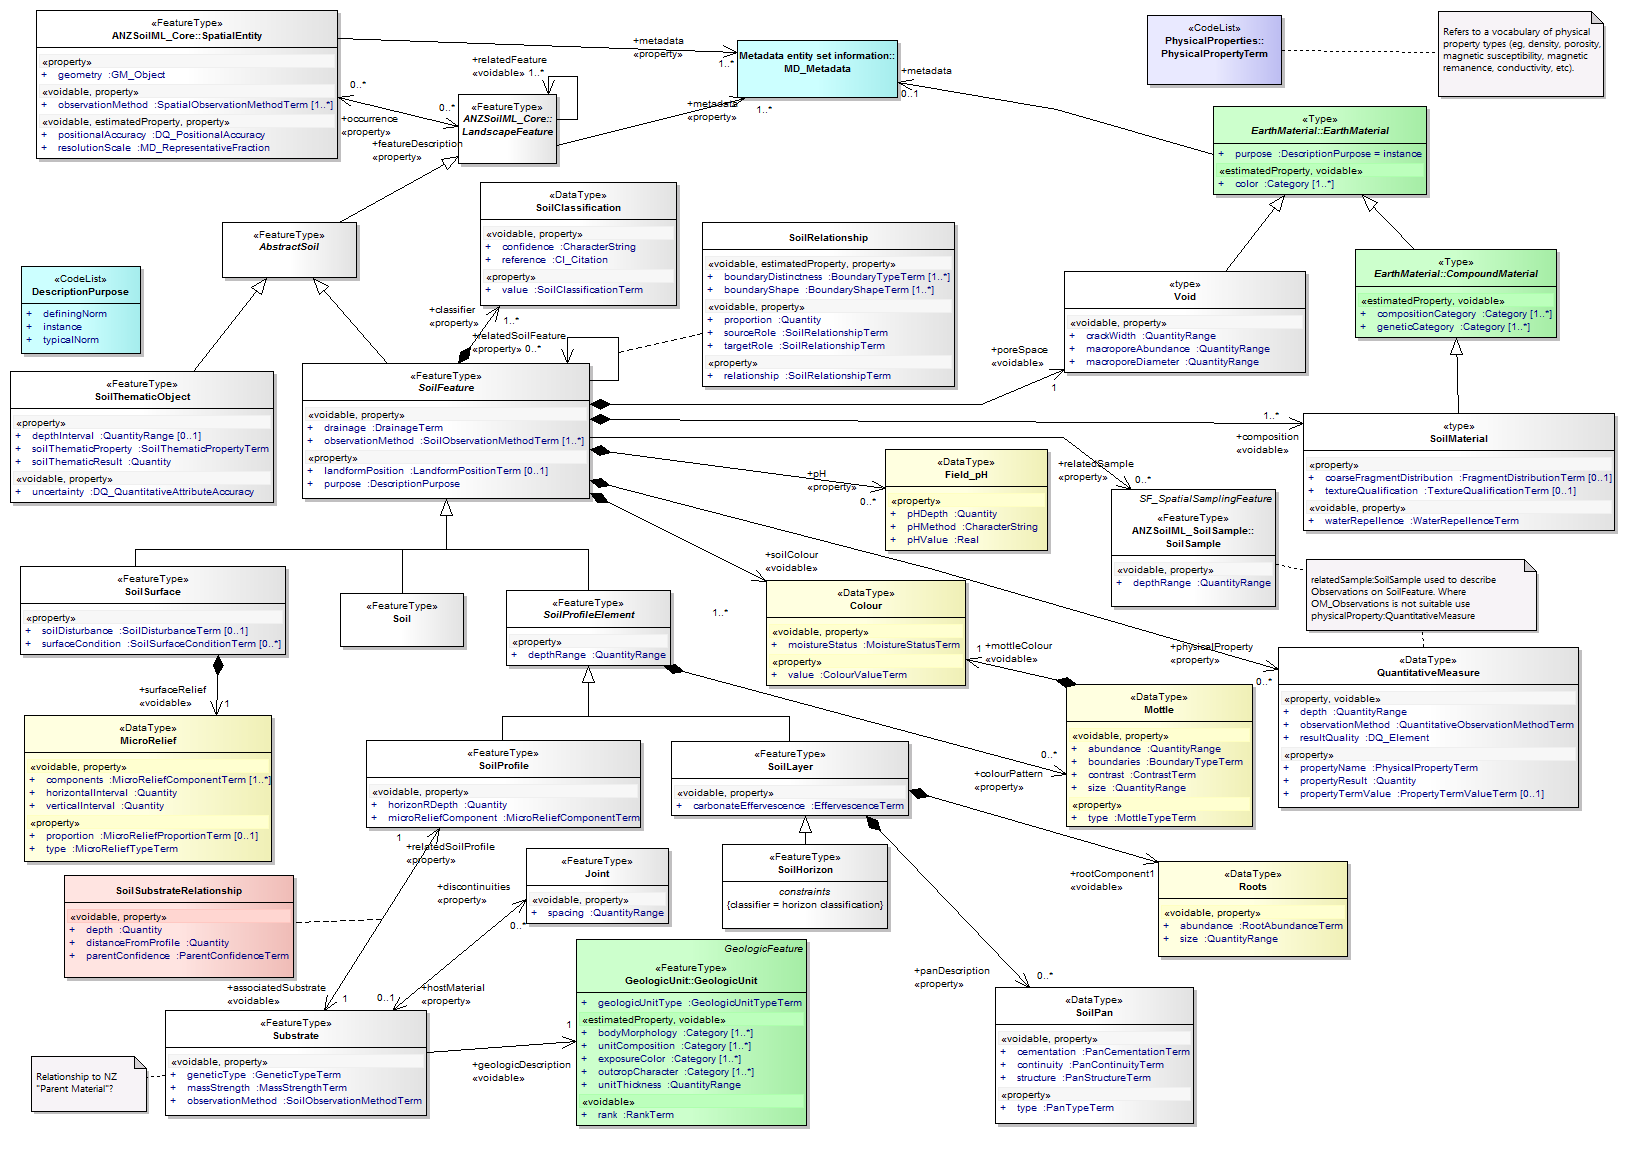 «FeatureType»
ANZSoilML_Core::SpatialEntity
«property»
+ geometry :GM_Object
«voidable, property»
+ observationMethod :SpatialObservationMethodTerm [1..*]
«voidable, estimatedProperty, property»
+ positionalAccuracy :DQ_PositionalAccuracy
+ resolutionScale :MD_RepresentativeFraction
+metadata
«property»
1..*
Metadata entity set information::
MD_Metadata
+metadata
0..1
«CodeList»
PhysicalProperties::
PhysicalPropertyTerm
Refers to a vocabulary of physical
property types (eg, density, porosity,
magnetic susceptibility, magnetic
remanence, conductivity, etc).
+relatedFeature
«voidable» 1..*
0..*
0..*
+occurrence
«property»
«FeatureType»
ANZSoilML_Core::
LandscapeFeature
+metadata
«property»
1..*
+featureDescription
«property»
«Type»
EarthMaterial::EarthMaterial
+ purpose :DescriptionPurpose = instance
«estimatedProperty, voidable»
+ color :Category [1..*]
«FeatureType»
AbstractSoil
«DataType»
SoilClassification
«voidable, property»
+ confidence :CharacterString
+ reference :CI_Citation
«property»
+ value :SoilClassificationTerm
SoilRelationship
«voidable, estimatedProperty, property»
+ boundaryDistinctness :BoundaryTypeTerm [1..*]
+ boundaryShape :BoundaryShapeTerm [1..*]
«voidable, property»
+ proportion :Quantity
+ sourceRole :SoilRelationshipTerm
+ targetRole :SoilRelationshipTerm
«property»
+ relationship :SoilRelationshipTerm
«Type»
EarthMaterial::CompoundMaterial
«estimatedProperty, voidable»
+ compositionCategory :Category [1..*]
+ geneticCategory :Category [1..*]
«CodeList»
DescriptionPurpose
+ definingNorm
+ instance
+ typicalNorm
«type»
Void
«voidable, property»
+ crackWidth :QuantityRange
+ macroporeAbundance :QuantityRange
+ macroporeDiameter :QuantityRange
+classifier
«property»
1..*
+relatedSoilFeature
«property» 0..*
+poreSpace
«voidable»
1
«FeatureType»
SoilThematicObject
«property»
+ depthInterval :QuantityRange [0..1]
+ soilThematicProperty :SoilThematicPropertyTerm
+ soilThematicResult :Quantity
«voidable, property»
+ uncertainty :DQ_QuantitativeAttributeAccuracy
«FeatureType»
SoilFeature
«voidable, property»
+ drainage :DrainageTerm
+ observationMethod :SoilObservationMethodTerm [1..*]
«property»
+ landformPosition :LandformPositionTerm [0..1]
+ purpose :DescriptionPurpose
1..*
+composition
«voidable»
«type»
SoilMaterial
«property»
+ coarseFragmentDistribution :FragmentDistributionTerm [0..1]
+ textureQualification :TextureQualificationTerm [0..1]
«voidable, property»
+ waterRepellence :WaterRepellenceTerm
+pH
«property»
0..*
«DataType»
Field_pH
«property»
+ pHDepth :Quantity
+ pHMethod :CharacterString
+ pHValue :Real
+relatedSample
«property»
0..*
SF_SpatialSamplingFeature
«FeatureType»
ANZSoilML_SoilSample::
SoilSample
«voidable, property»
+ depthRange :QuantityRange
relatedSample:SoilSample used to describe
Observations on SoilFeature. Where
OM_Observations is not suitable use
physicalProperty:QuantitativeMeasure
«FeatureType»
SoilSurface
«property»
+ soilDisturbance :SoilDisturbanceTerm [0..1]
+ surfaceCondition :SoilSurfaceConditionTerm [0..*]
«FeatureType»
Soil
«FeatureType»
SoilProfileElement
«property»
+ depthRange :QuantityRange
+soilColour
«voidable»
1..*
«DataType»
Colour
«voidable, property»
+ moistureStatus :MoistureStatusTerm
«property»
+ value :ColourValueTerm
1
+mottleColour
«voidable»
+physicalProperty
«property»
0..*
«DataType»
QuantitativeMeasure
«property, voidable»
+ depth :QuantityRange
+ observationMethod :QuantitativeObservationMethodTerm
+ resultQuality :DQ_Element
«property»
+ propertyName :PhysicalPropertyTerm
+ propertyResult :Quantity
+ propertyTermValue :PropertyTermValueTerm [0..1]
+surfaceRelief
«voidable»
1
«DataType»
MicroRelief
«voidable, property»
+ components :MicroReliefComponentTerm [1..*]
+ horizontalInterval :Quantity
+ verticalInterval :Quantity
«property»
+ proportion :MicroReliefProportionTerm [0..1]
+ type :MicroReliefTypeTerm
«DataType»
Mottle
«voidable, property»
+ abundance :QuantityRange
+ boundaries :BoundaryTypeTerm
+ contrast :ContrastTerm
+ size :QuantityRange
«property»
+ type :MottleTypeTerm
0..*
+colourPattern
«property»
«FeatureType»
SoilProfile
«voidable, property»
+ horizonRDepth :Quantity
+ microReliefComponent :MicroReliefComponentTerm
«FeatureType»
SoilLayer
«voidable, property»
+ carbonateEffervescence :EffervescenceTerm
1
+relatedSoilProfile
«property»
«FeatureType»
SoilHorizon
constraints
{classifier = horizon classification}
«FeatureType»
Joint
«voidable, property»
+ spacing :QuantityRange
+discontinuities
«property»
0..*
+rootComponent1
«voidable»
«DataType»
Roots
«voidable, property»
+ abundance :RootAbundanceTerm
+ size :QuantityRange
SoilSubstrateRelationship
«voidable, property»
+ depth :Quantity
+ distanceFromProfile :Quantity
+ parentConfidence :ParentConfidenceTerm
GeologicFeature
«FeatureType»
GeologicUnit::GeologicUnit
+ geologicUnitType :GeologicUnitTypeTerm
«estimatedProperty, voidable»
+ bodyMorphology :Category [1..*]
+ unitComposition :Category [1..*]
+ exposureColor :Category [1..*]
+ outcropCharacter :Category [1..*]
+ unitThickness :QuantityRange
«voidable»
+ rank :RankTerm
+panDescription
«property»
0..*
«DataType»
SoilPan
«voidable, property»
+ cementation :PanCementationTerm
+ continuity :PanContinuityTerm
+ structure :PanStructureTerm
«property»
+ type :PanTypeTerm
+associatedSubstrate
«voidable»
1
0..1
+hostMaterial
«property»
«FeatureType»
Substrate
«voidable, property»
+ geneticType :GeneticTypeTerm
+ massStrength :MassStrengthTerm
+ observationMethod :SoilObservationMethodTerm
1
+geologicDescription
«voidable»
Relationship to NZ
"Parent Material"?